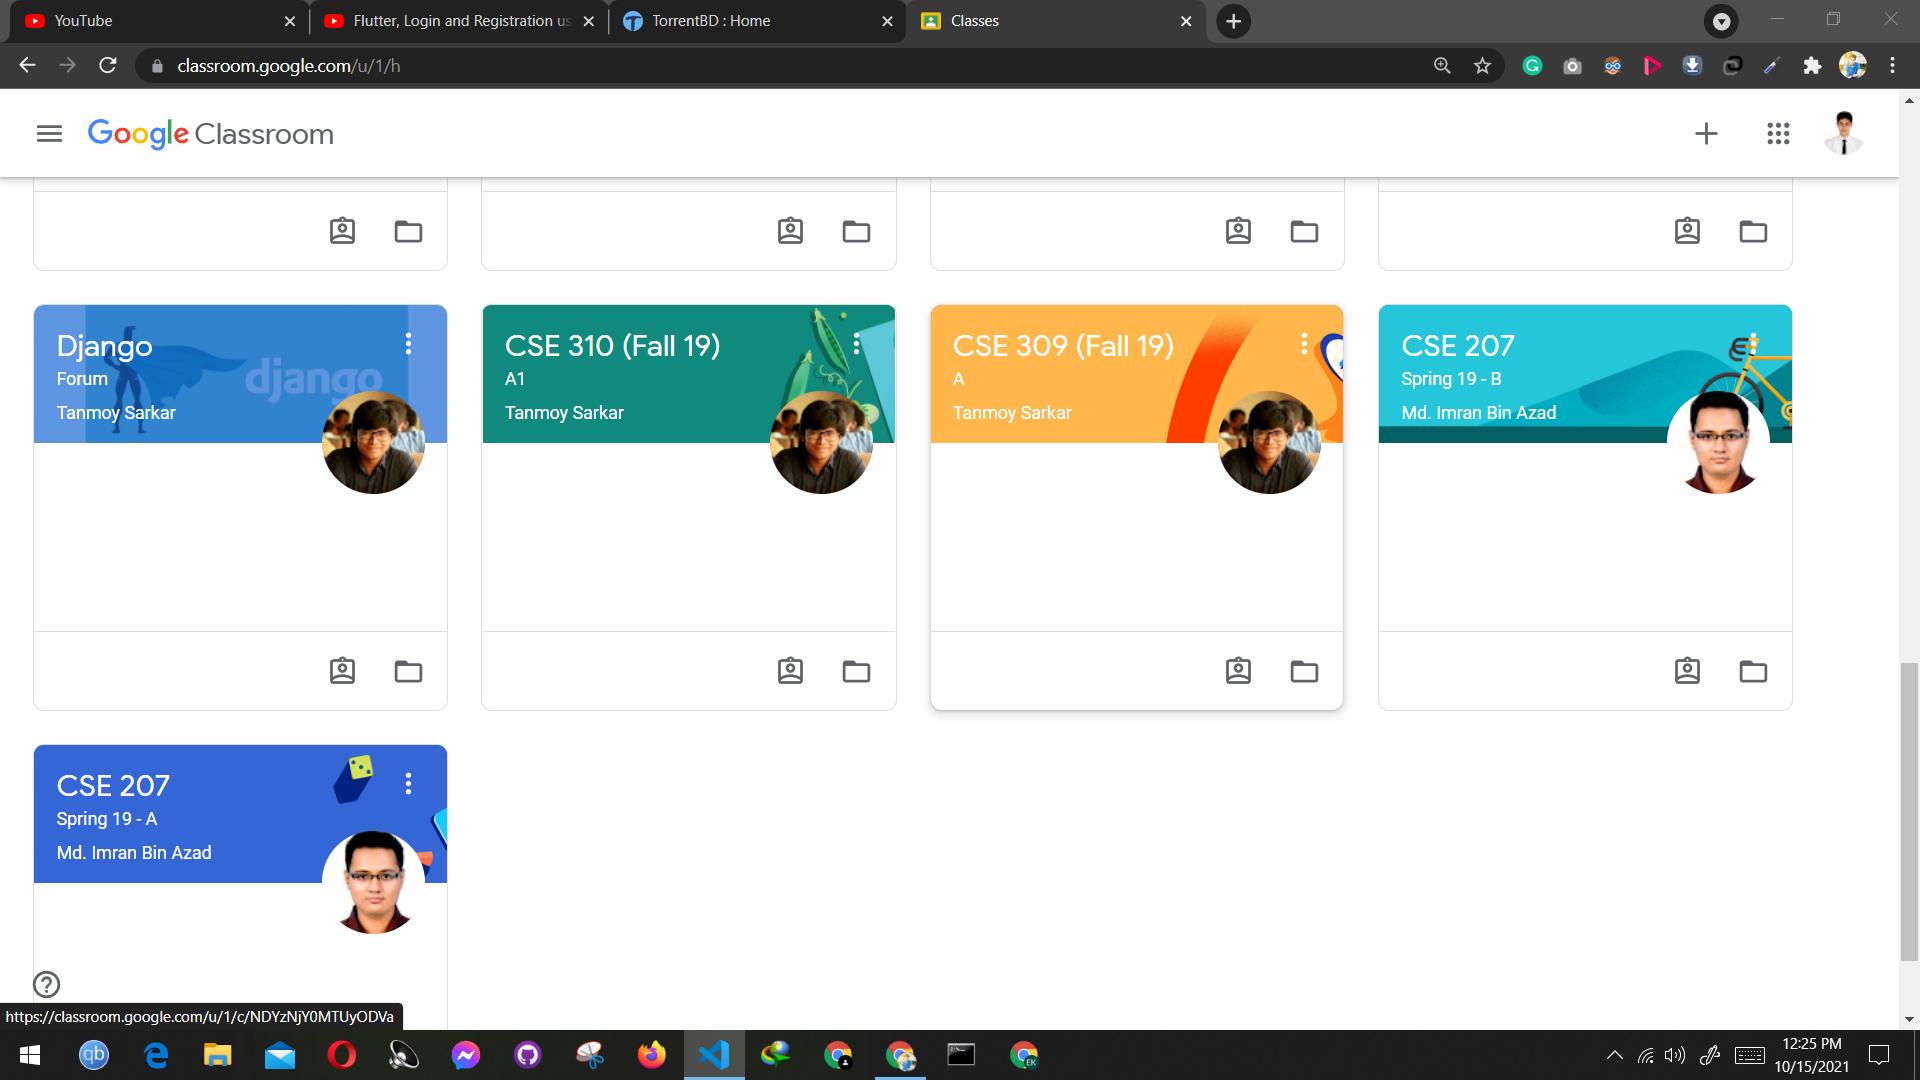 YouTube
Flutter, Login and Registration us
TorrentBD : Home
Classes
classroom.google.com/u/1/h
Google Classroom
Django
Forum
Tanmoy Sarkar
django
CSE 310 (Fall 19)
A1
Tanmoy Sarkar
CSE 309 (Fall 19)
A
Tanmoy Sarkar
CSE 207
Spring 19 - B
Md. Imran Bin Azad
CSE 207
Spring 19 - A
Md. Imran Bin Azad
https://classroom.google.com/u/1/c/NDYzNjY0MTUyODVa
qb
EK
12:25 PM
10/15/2021